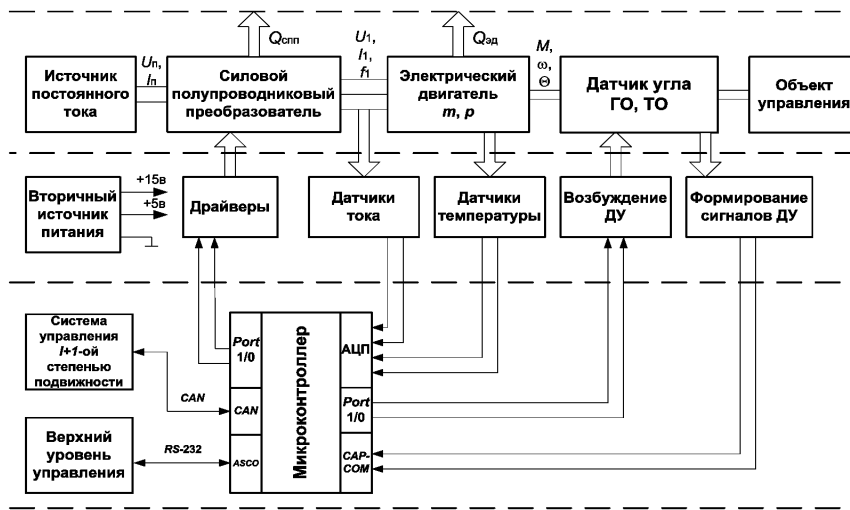 Qспп
Qэд
Uп
Iп
U1,
I1,
f1
M,
ω,
Θ
Источник
постоянного
тока
Силовой
полупроводниковый
преобразователь
Электрический
двигатель
m, p
Датчик угла
ГО, ТО
Объект
управления
Вторичный
источник
питания
+15в
+5в
Драйверы
Датчики
тока
Датчики
температуры
Возбуждение
ДУ
Формирование
сигналов ДУ
Система
управления
I+1-ой
степенью
подвижности
CAN
Верхний
уровень
управления
RS-232
Port
1/0
CAN
ASC0
Микроконтроллер
АЦП
Port
1/0
CAP-
COM